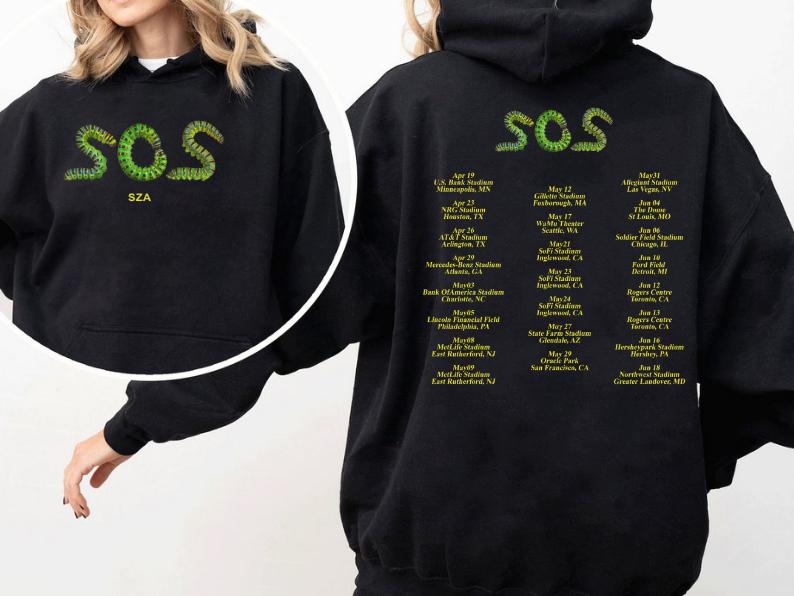 SOS
SZA
SOS
Apr 19
U.S. Bank Stadium
Minneapolis, MN
Apr 23
NRG Stadium
Houston, TX
Apr 26
AT&T Stadium
Arlington, TX
Apr 29
Mercedes-Benz Stadium
Atlanta, GA
May03
Bank OfAmerica Stadium
Charlotte, NC
May05
Lincoln Financial Field
Philadelphia, PA
May08
MetLife Stadium
East Rutherford, NJ
May09
MetLife Stadium
East Rutherford, NJ
May 12
Gillette Stadium
Foxborough, MA
May 17
WaMu Theater
Seattle, WA
May21
SoFi Stadium
Inglewood, CA
May 23
SoFi Stadium
Inglewood, CA
May24
SoFi Stadium
Inglewood, CA
May 27
State Farm Stadium
Glendale, AZ
May 29
Oracle Park
San Francisco, CA
May31
Allegiant Stadium
Las Vegas, NV
Jun 04
The Dome
St Louis, MO
Jun 06
Soldier Field Stadium
Chicago, IL
Jun 10
Ford Field
Detroit, MI
Jun 12
Rogers Centre
Toronto, CA
Jun 13
Rogers Centre
Toronto, CA
Jun 16
Hersheypark Stadium
Hershey, PA
Jun 18
Northwest Stadium
Greater Landover, MD